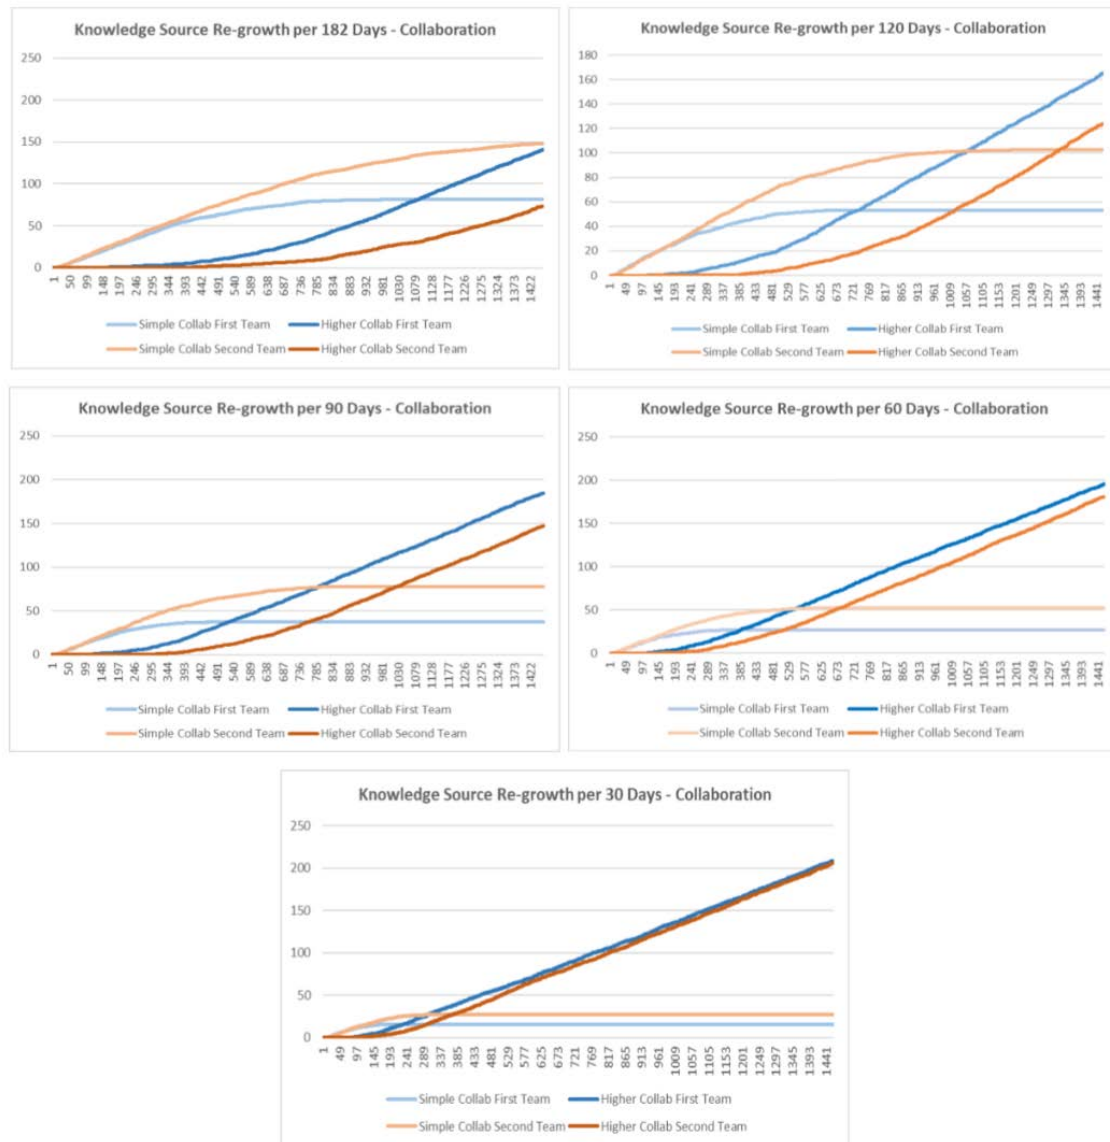 Knowledge Source Re-growth per 182 Days - Collaboration
250
200
150
100
50
0
1 50 99 148 197 246 295 344 393 442 491 540 589 638 687 736 785 834 883 932 981 1030 1079 1128 1177 1226 1275 1324 1373 1422
Simple Collab First Team Higher Collab First Team
Simple Collab Second Team Higher Collab Second Team
Knowledge Source Re-growth per 120 Days - Collaboration
180
160
140
120
100
80
60
40
20
0
1 49 97 145 193 241 289 337 385 433 481 529 577 625 673 721 769 817 865 913 961 1009 1057 1105 1153 1201 1249 1297 1345 1393 1441
Simple Collab First Team Higher Collab First Team
Simple Collab Second Team Higher Collab Second Team
Knowledge Source Re-growth per 90 Days - Collaboration
250
200
150
100
50
0
1 50 99 148 197 246 295 344 393 442 491 540 589 638 687 736 785 834 883 932 981 1030 1079 1128 1177 1226 1275 1324 1373 1422
Simple Collab First Team Higher Collab First Team
Simple Collab Second Team Higher Collab Second Team
Knowledge Source Re-growth per 60 Days - Collaboration
250
200
150
100
50
0
1 49 97 145 193 241 289 337 385 433 481 529 577 625 673 721 769 817 865 913 961 1009 1057 1105 1153 1201 1249 1297 1345 1393 1441
Simple Collab First Team Higher Collab First Team
Simple Collab Second Team Higher Collab Second Team
Knowledge Source Re-growth per 30 Days - Collaboration
250
200
150
100
50
0
1 49 97 145 193 241 289 337 385 433 481 529 577 625 673 721 769 817 865 913 961 1009 1057 1105 1153 1201 1249 1297 1345 1393 1441
Simple Collab First Team Higher Collab First Team
Simple Collab Second Team Higher Collab Second Team